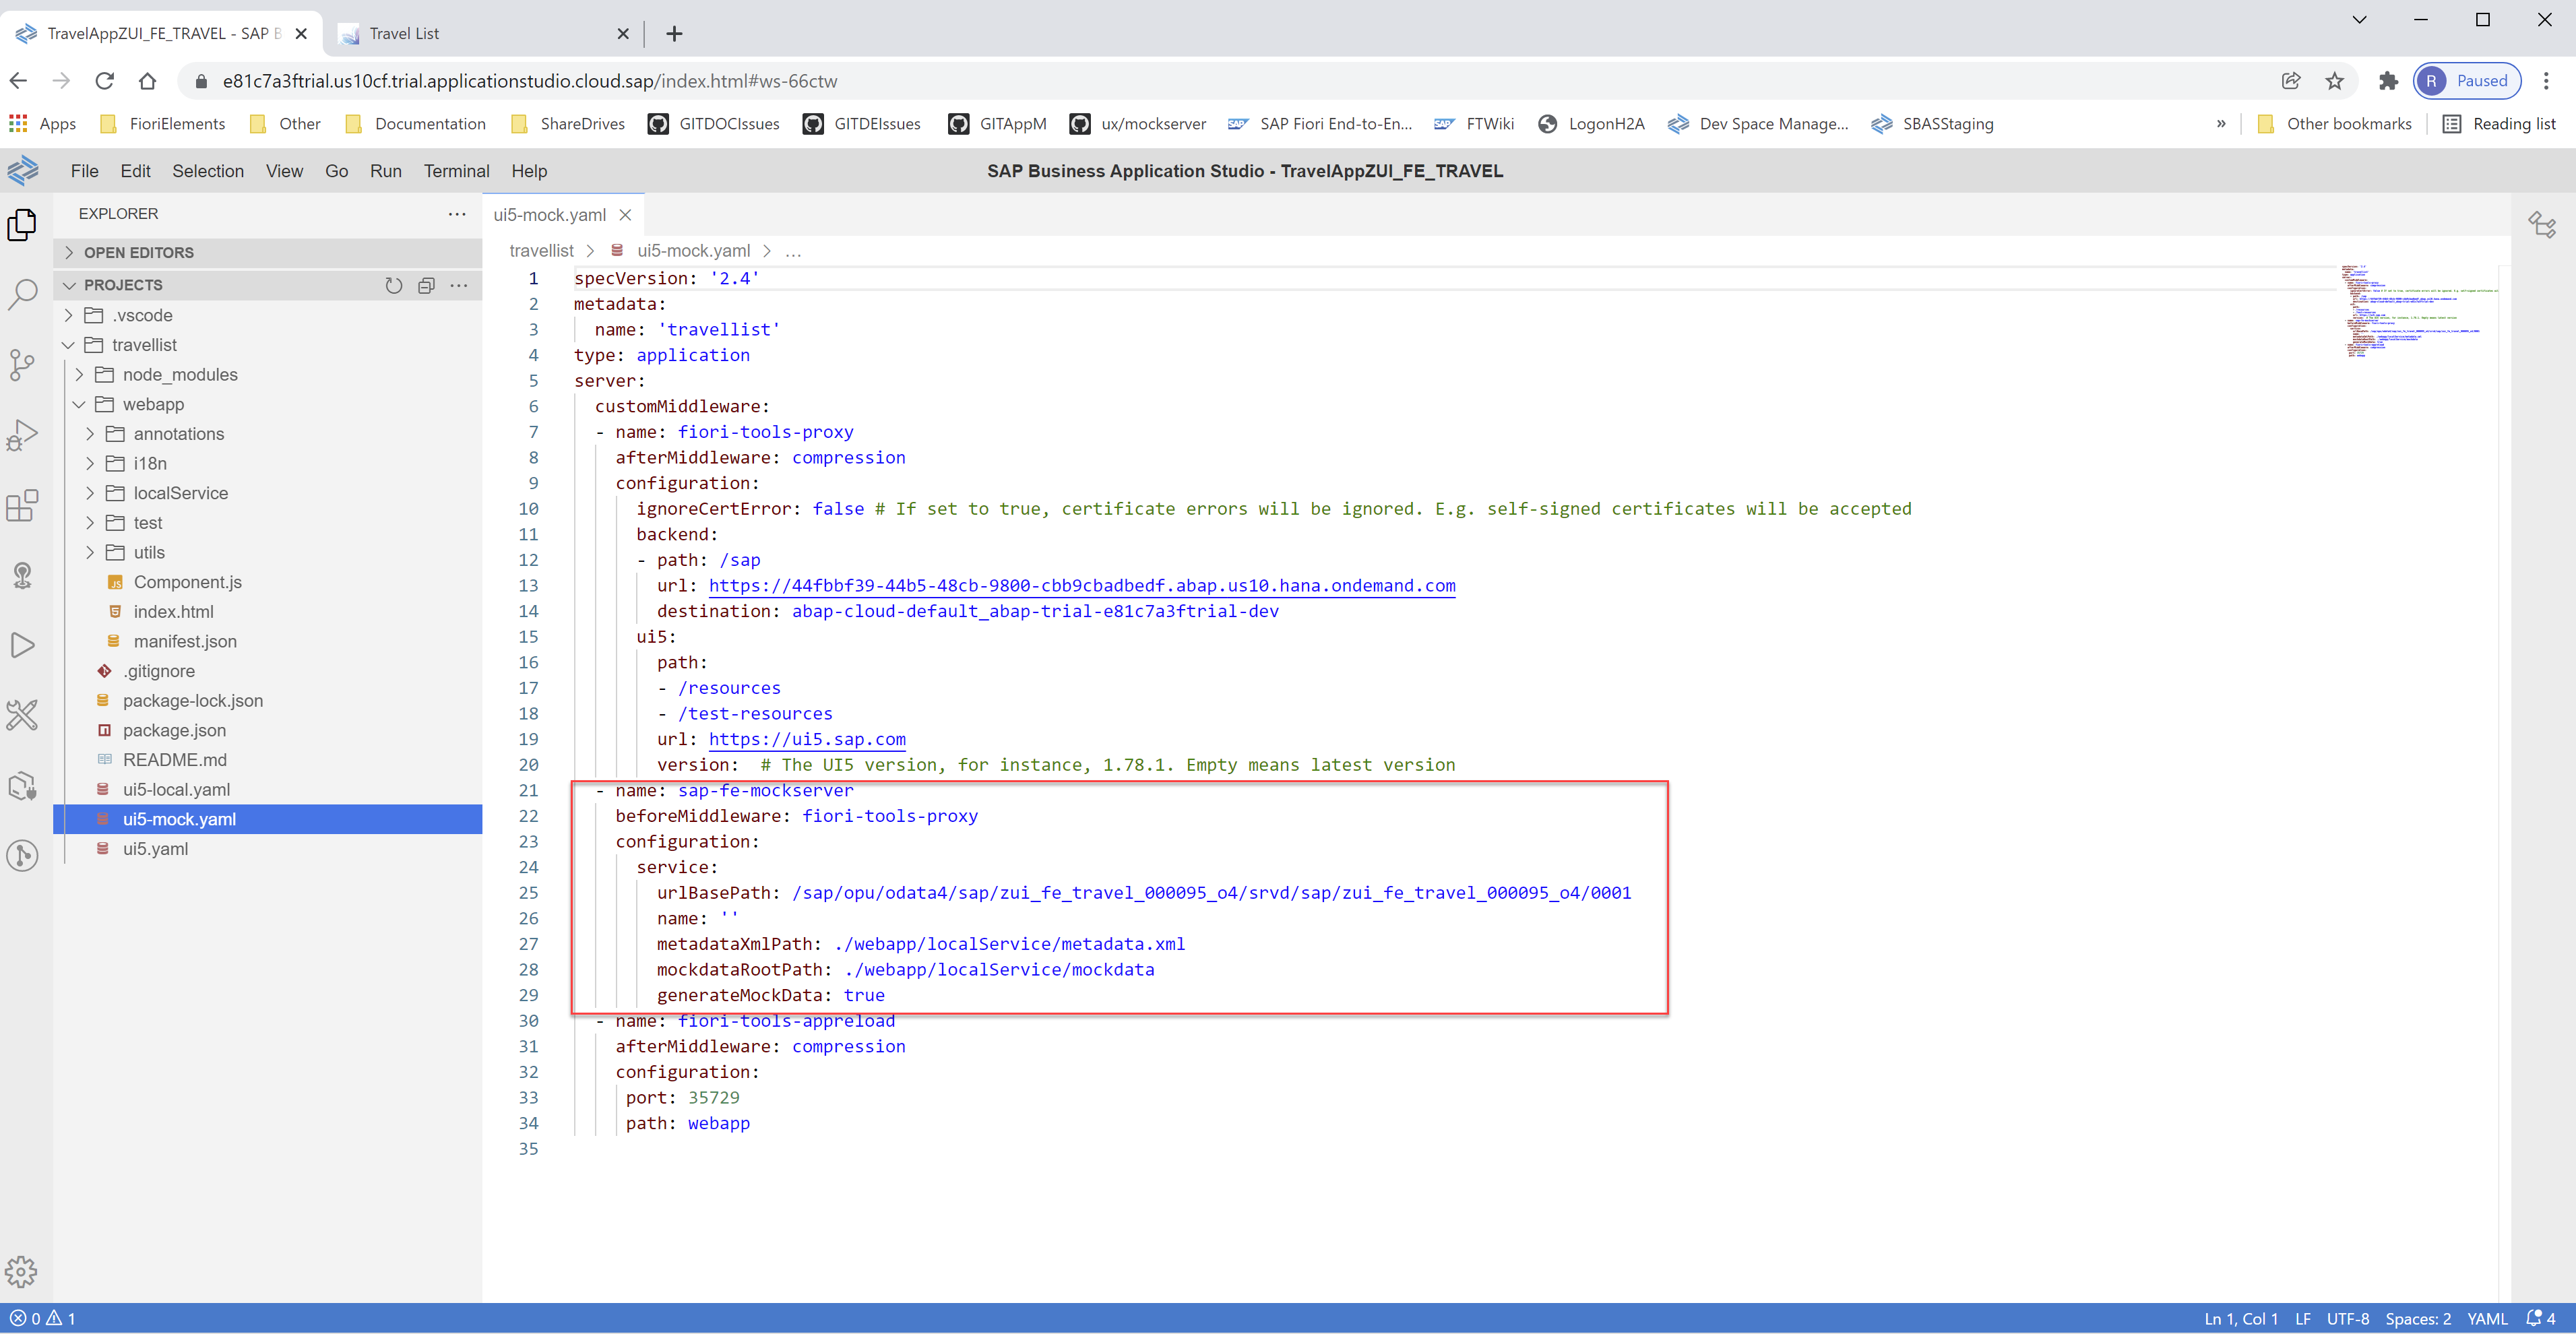 TravelAppZUI_FE_TRAVEL - SAP B
Travel List
e81c7a3ftrial.us10cf.trial.applicationstudio.cloud.sap/index.html#ws-66ctw
R Paused
Apps FioriElements Other Documentation ShareDrives GITDOCIssues GITDEIssues GITAppM ux/mockserver SAP SAP Fiori End-to-En... SAP FTWiki LogonH2A Dev Space Manage... SBASStaging » Other bookmarks Reading list
File Edit Selection View Go Run Terminal Help SAP Business Application Studio - TravelAppZUI_FE_TRAVEL
EXPLORER
OPEN EDITORS
PROJECTS
.vscode
travellist
node_modules
webapp
annotations
i18n
localService
test
utils
JS Component.js
index.html
manifest.json
.gitignore
package-lock.json
package.json
README.md
ui5-local.yaml
ui5-mock.yaml
ui5.yaml
ui5-mock.yaml
travellist > ui5-mock.yaml > ...
1 specVersion: '2.4'
2 metadata:
3 name: 'travellist'
4 type: application
5 server:
6 customMiddleware:
7 - name: fiori-tools-proxy
8 afterMiddleware: compression
9 configuration:
10 ignoreCertError: false # If set to true, certificate errors will be ignored. E.g. self-signed certificates will be accepted
11 backend:
12 - path: /sap
13 url: https://44fbbf39-44b5-48cb-9800-cbb9cbadbedf.abap.us10.hana.ondemand.com
14 destination: abap-cloud-default_abap-trial-e81c7a3ftrial-dev
15 ui5:
16 path:
17 - /resources
18 - /test-resources
19 url: https://ui5.sap.com
20 version:  # The UI5 version, for instance, 1.78.1. Empty means latest version
21 - name: sap-fe-mockserver
22 beforeMiddleware: fiori-tools-proxy
23 configuration:
24 service:
25 urlBasePath: /sap/opu/odata4/sap/zui_fe_travel_000095_o4/srvd/sap/zui_fe_travel_000095_o4/0001
26 name: ''
27 metadataXmlPath: ./webapp/localService/metadata.xml
28 mockdataRootPath: ./webapp/localService/mockdata
29 generateMockData: true
30 - name: fiori-tools-appreload
31 afterMiddleware: compression
32 configuration:
33 port: 35729
34 path: webapp
35
0 1
Ln 1, Col 1 LF UTF-8 Spaces: 2 YAML 4